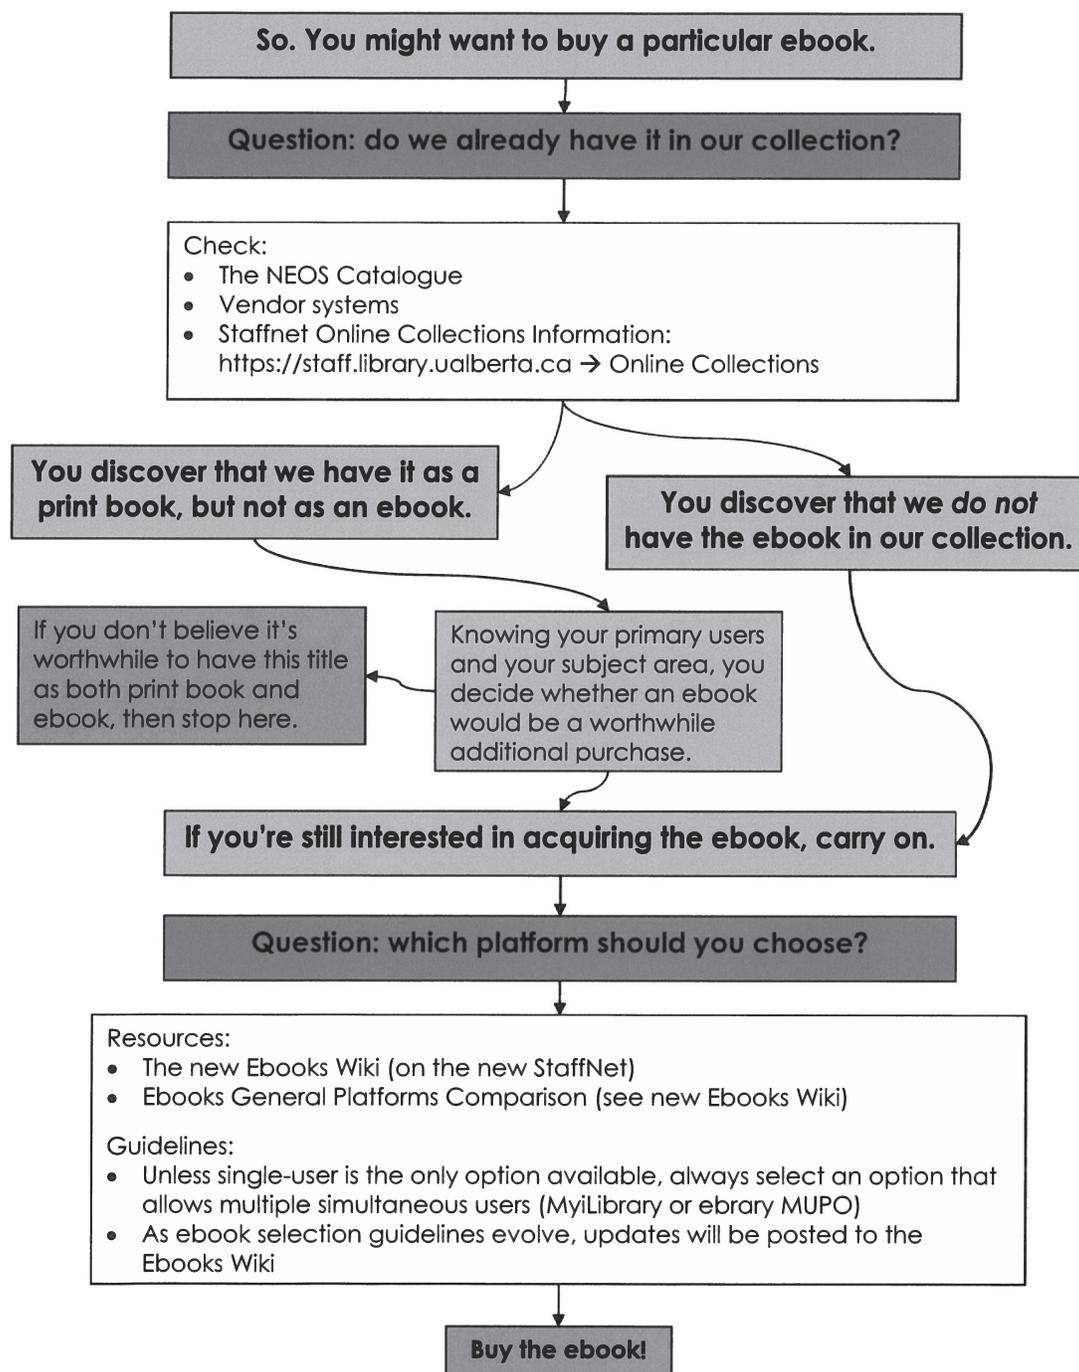 So. You might want to buy a particular ebook.
Question: do we already have it in our collection?
Check:
• The NEOS Catalogue
• Vendor systems
• Staffnet Online Collections Information:
https://staff.library.ualberta.ca → Online Collections
You discover that we have it as a
print book, but not as an ebook.
You discover that we do not
have the ebook in our collection.
If you don't believe it's
worthwhile to have this title
as both print book and
ebook, then stop here.
Knowing your primary users
and your subject area, you
decide whether an ebook
would be a worthwhile
additional purchase.
If you're still interested in acquiring the ebook, carry on.
Question: which platform should you choose?
Resources:
• The new Ebooks Wiki (on the new StaffNet)
• Ebooks General Platforms Comparison (see new Ebooks Wiki)
Guidelines:
• Unless single-user is the only option available, always select an option that
allows multiple simultaneous users (MyiLibrary or ebrary MUPO)
• As ebook selection guidelines evolve, updates will be posted to the
Ebooks Wiki
Buy the ebook!